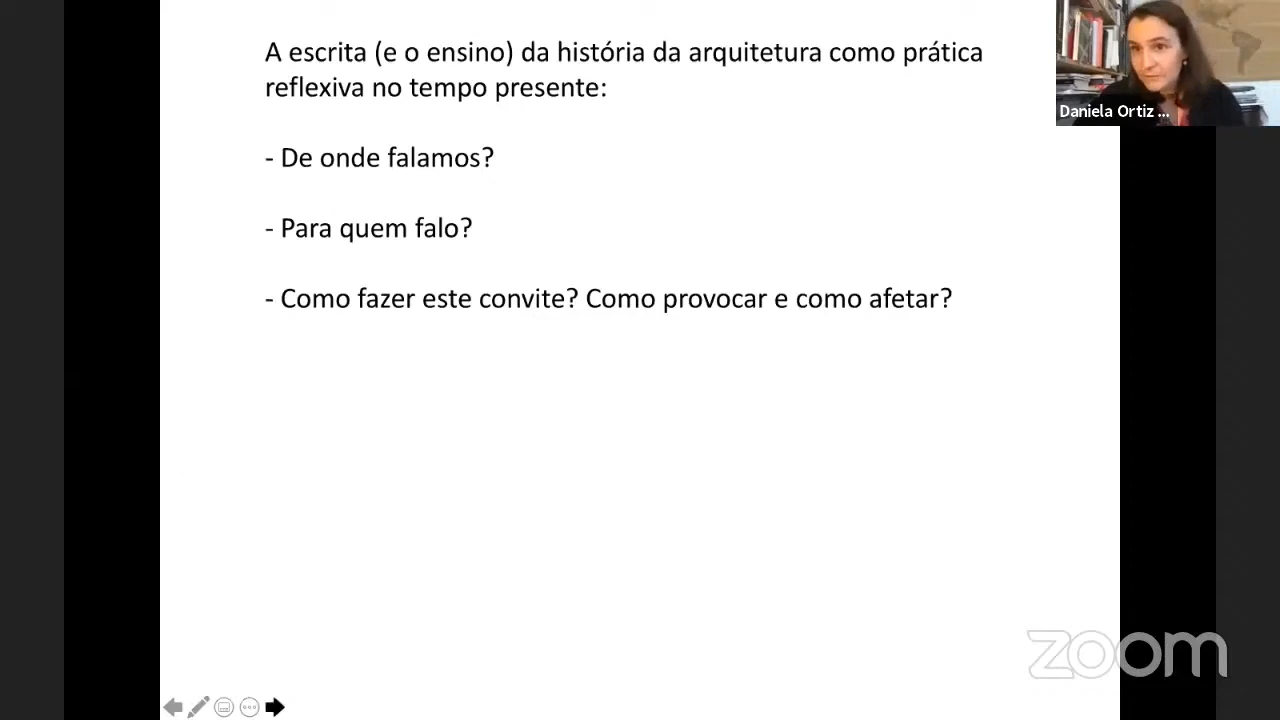 A escrita (e o ensino) da história da arquitetura como prática
reflexiva no tempo presente:
- De onde falamos?
- Para quem falo?
- Como fazer este convite? Como provocar e como afetar?
Daniela Ortiz ...
zoom